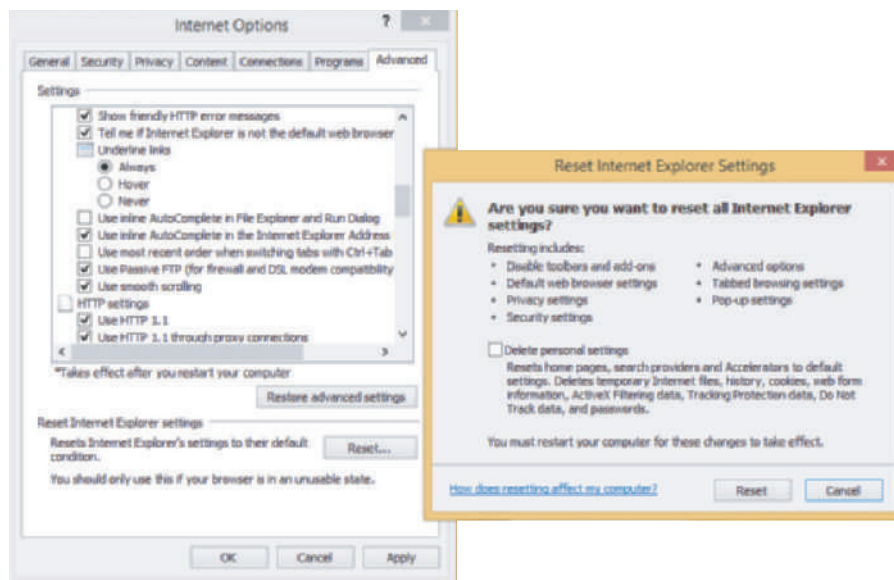 Internet Options
?
General Security Privacy Content Connections Programs Advanced
Settings
Show friendly HTTP error messages
Tell me if Internet Explorer is not the default web browser
Underline links
Always
Hover
Never
Use inline AutoComplete in File Explorer and Run Dialog
Use inline AutoComplete in the Internet Explorer Address
Use most recent order when switching tabs with Ctrl+Tab
Use Passive FTP (for firewall and DSL modem compatibility
Use smooth scrolling
HTTP settings
Use HTTP 1.1
Use HTTP 1.1 through proxy connections
*Takes effect after you restart your computer
Restore advanced settings
Reset Internet Explorer settings
Resets Internet Explorer's settings to their default
condition.
Reset...
You should only use this if your browser is in an unusable state.
OK Cancel Apply
Reset Internet Explorer Settings
Are you sure you want to reset all Internet Explorer
settings?
Resetting includes:
• Disable toolbars and add-ons
• Default web browser settings
• Privacy settings
• Security settings
• Advanced options
• Tabbed browsing settings
• Pop-up settings
Delete personal settings
Resets home pages, search providers and Accelerators to default
settings. Deletes temporary Internet files, history, cookies, web form
information, ActiveX Filtering data, Tracking Protection data, Do Not
Track data, and passwords.
You must restart your computer for these changes to take effect.
How does resetting affect my computer?
Reset Cancel